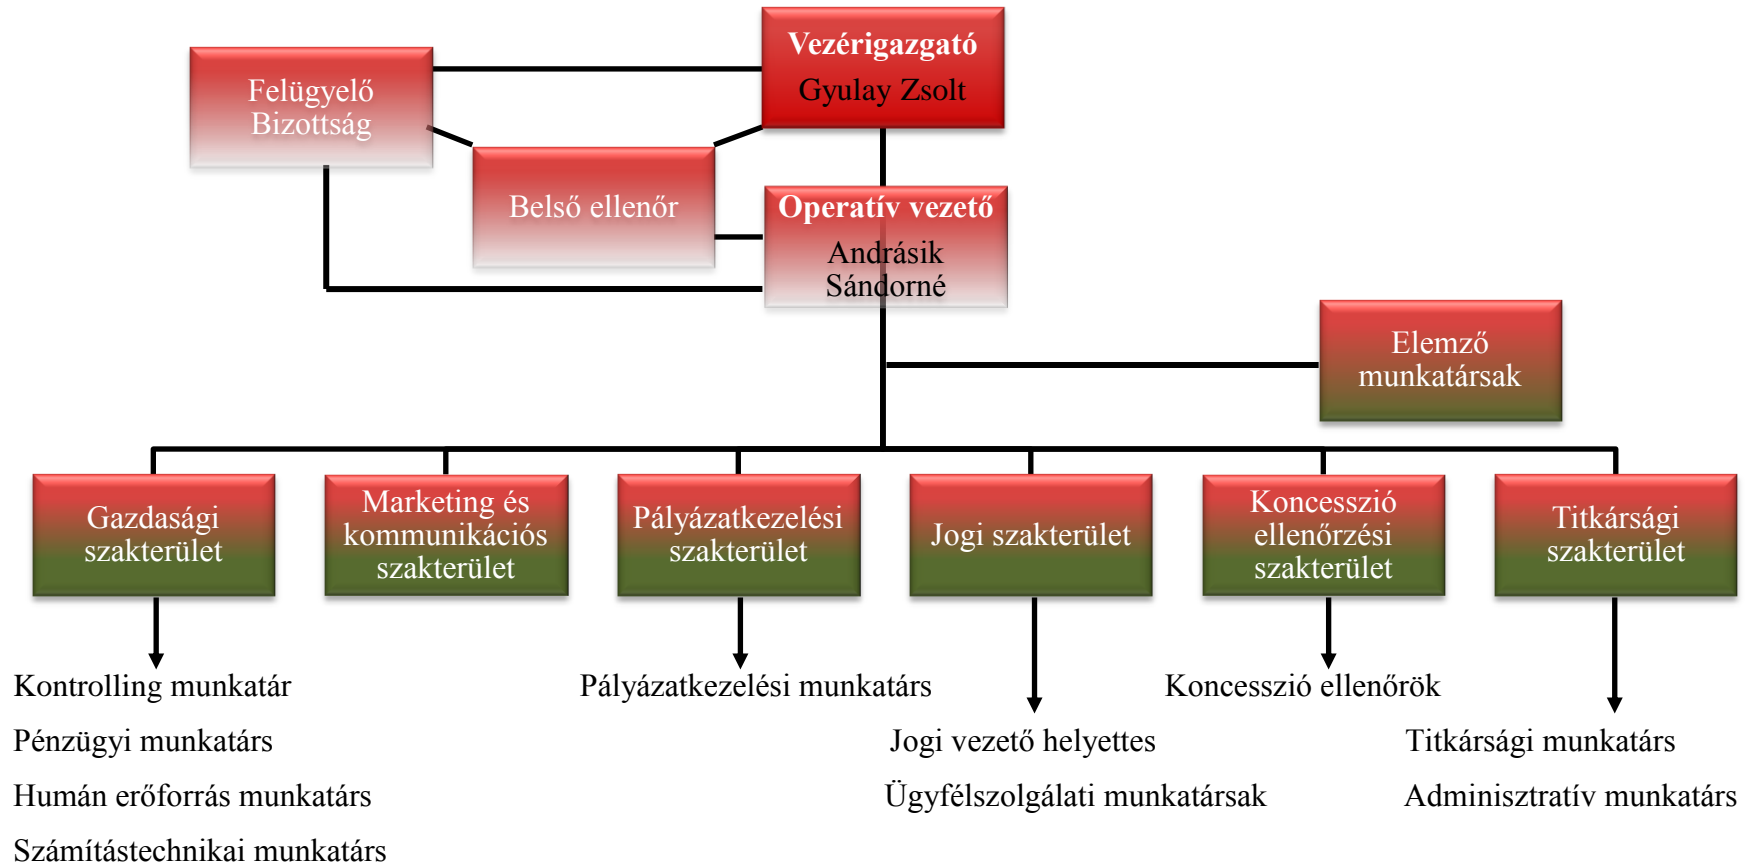 Vezérigazgató
Gyulay Zsolt
Felügyelő
Bizottság
Belső ellenőr
Operatív vezető
Andrásik
Sándorné
Elemző
munkatársak
Gazdasági
szakterület
Marketing és
kommunikációs
szakterület
Pályázatkezelési
szakterület
Jogi szakterület
Koncesszió
ellenőrzési
szakterület
Titkársági
szakterület
Kontrolling munkatár
Pénzügyi munkatárs
Humán erőforrás munkatárs
Számítástechnikai munkatárs
Pályázatkezelési munkatárs
Jogi vezető helyettes
Ügyfélszolgálati munkatársak
Koncesszió ellenőrök
Titkársági munkatárs
Adminisztratív munkatárs